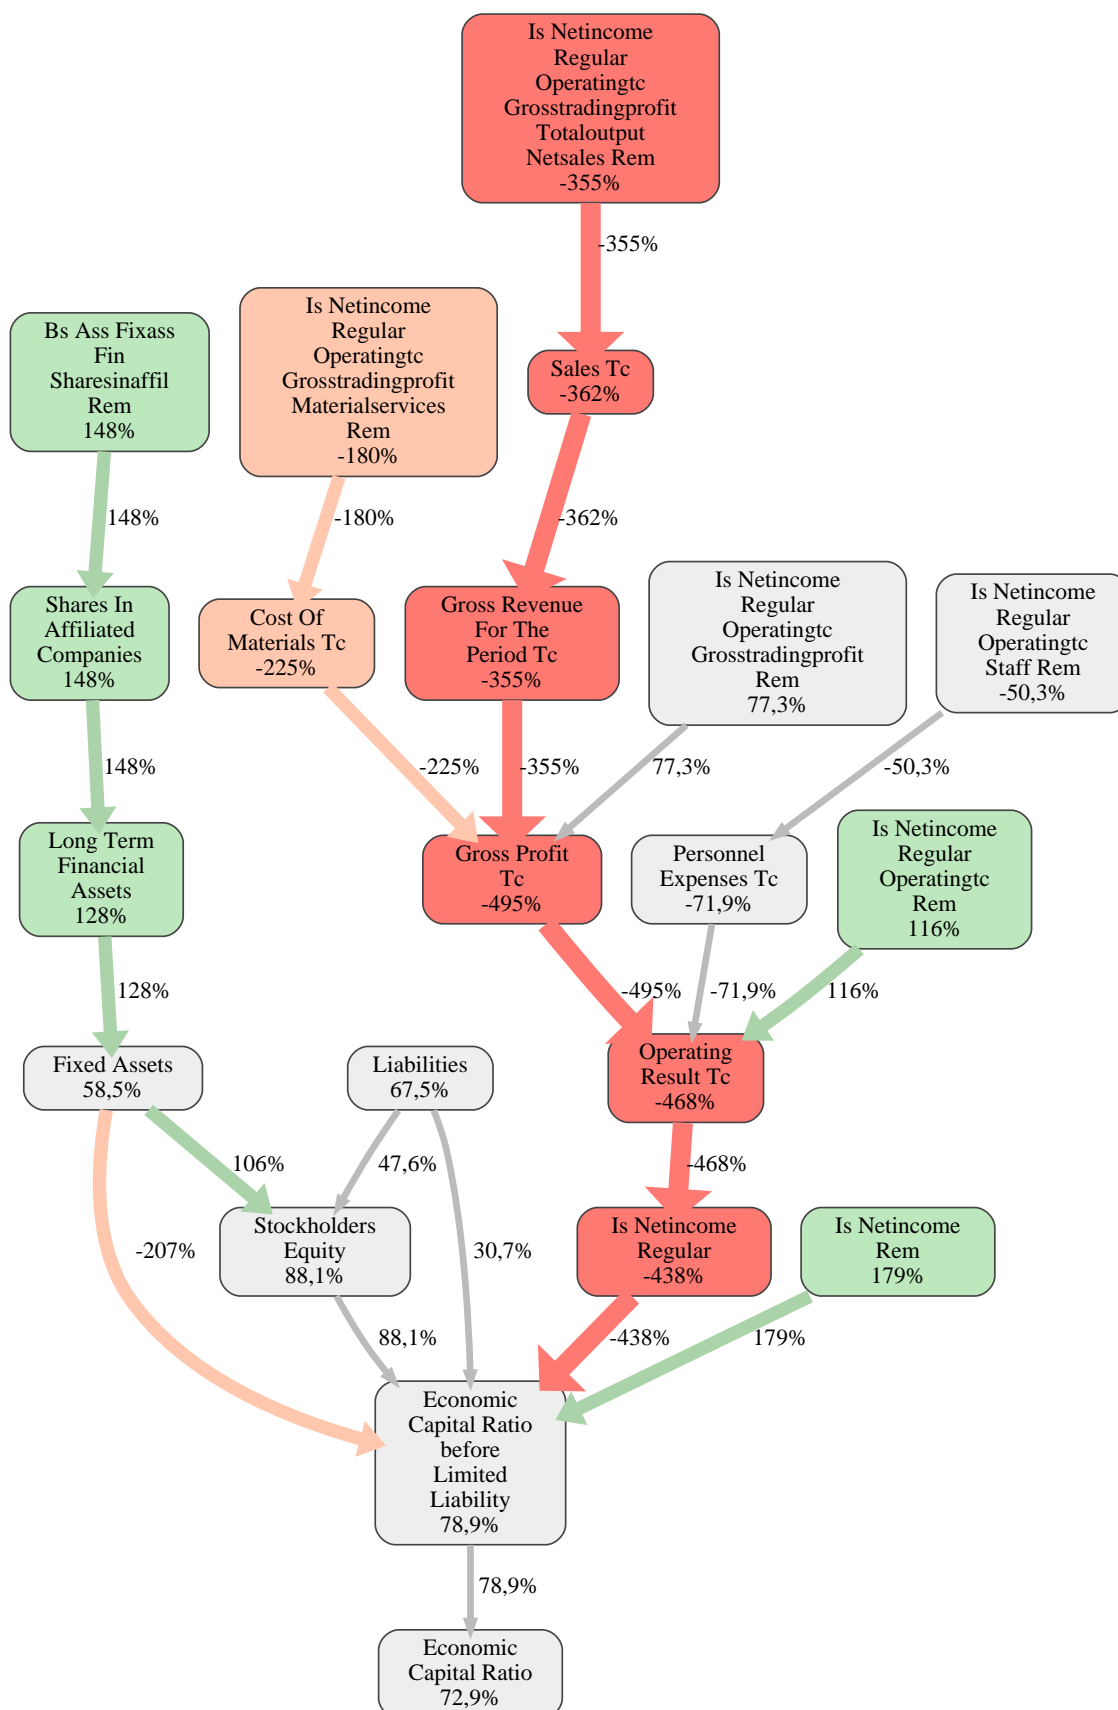 Is Netincome
Regular
Operatingtc
Grosstradingprofit
Totaloutput
Netsales Rem
-355%
-355%
Bs Ass Fixass
Fin
Sharesinaffil
Rem
148%
Is Netincome
Regular
Operatingtc
Grosstradingprofit
Materialservices
Rem
-180%
Sales Tc
-362%
148%
-180%
-362%
Shares In
Affiliated
Companies
148%
Cost Of
Materials Tc
-225%
Gross Revenue
For The
Period Tc
-355%
Is Netincome
Regular
Operatingtc
Grosstradingprofit
Rem
77,3%
Is Netincome
Regular
Operatingtc
Staff Rem
-50,3%
148%
-225%
-355%
77,3%
-50,3%
Long Term
Financial
Assets
128%
Gross Profit
Tc
-495%
Personnel
Expenses Tc
-71,9%
Is Netincome
Regular
Operatingtc
Rem
116%
128%
-495%
-71,9%
116%
Fixed Assets
58,5%
Liabilities
67,5%
Operating
Result Tc
-468%
106%
47,6%
-468%
Stockholders
Equity
88,1%
Is Netincome
Regular
-438%
Is Netincome
Rem
179%
-207%
30,7%
88,1%
-438%
179%
Economic
Capital Ratio
before
Limited
Liability
78,9%
78,9%
Economic
Capital Ratio
72,9%